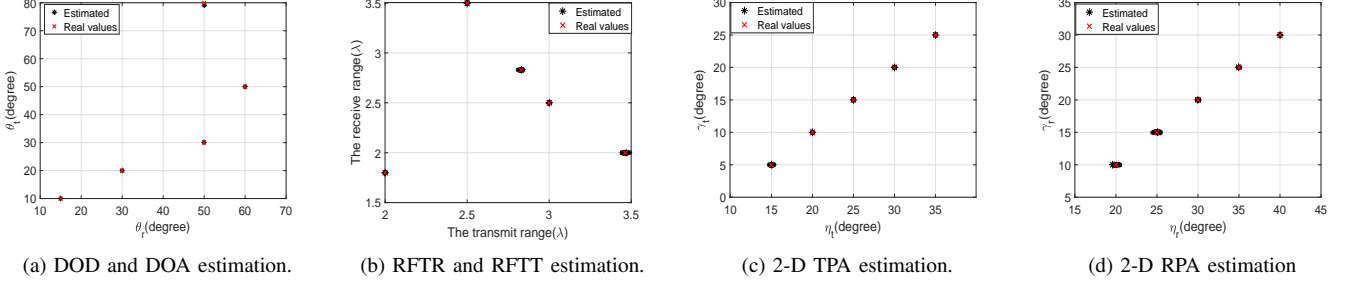 80
70
60
50
40
30
20
10
10 20 30 40 50 60 70
θt(degree)
θr(degree)
Estimated
Real values
(a) DOD and DOA estimation.
3.5
3
2.5
2
1.5
2 2.5 3 3.5
The receive range(λ)
The transmit range(λ)
Estimated
Real values
(b) RFTR and RFTT estimation.
30
25
20
15
10
5
0
10 15 20 25 30 35
γt(degree)
ηt(degree)
Estimated
Real values
(c) 2-D TPA estimation.
35
30
25
20
15
10
5
15 20 25 30 35 40 45
γr(degree)
ηr(degree)
Estimated
Real values
(d) 2-D RPA estimation